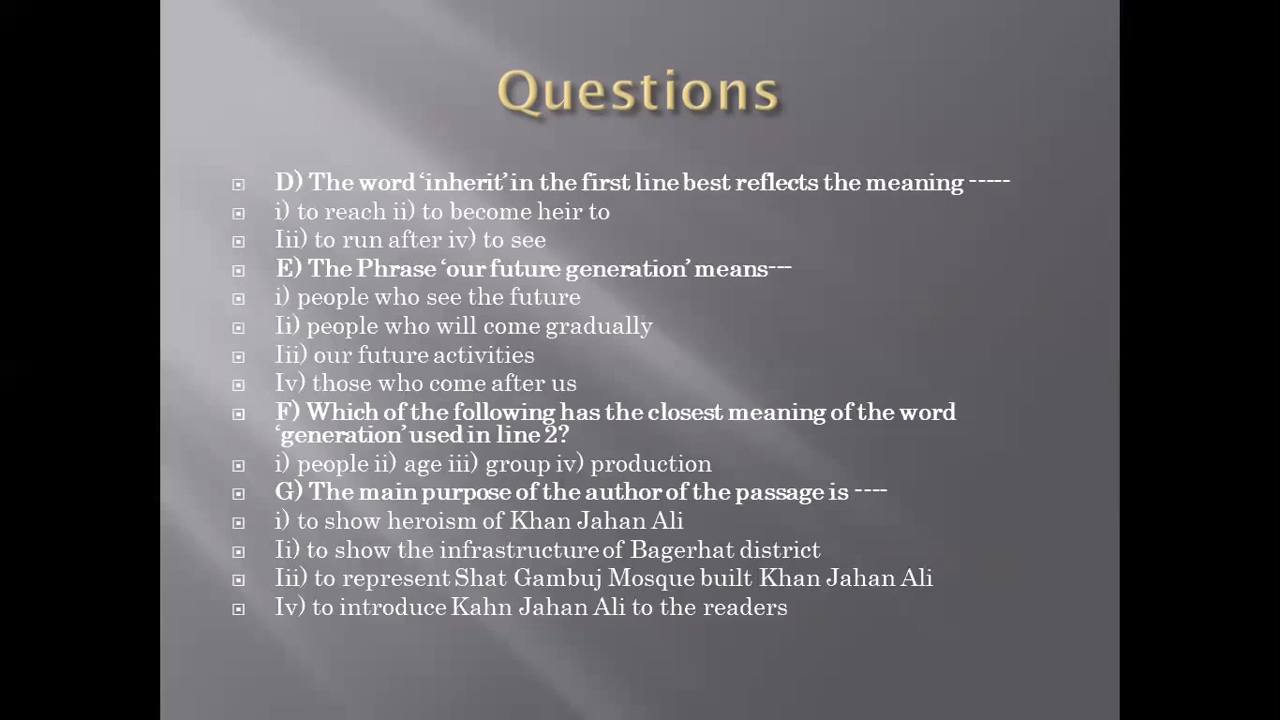 Questions
D) The word ‘inherit’ in the first line best reflects the meaning -----
i) to reach ii) to become heir to
Iii) to run after iv) to see
E) The Phrase ‘our future generation’ means---
i) people who see the future
Ii) people who will come gradually
Iii) our future activities
Iv) those who come after us
F) Which of the following has the closest meaning of the word
‘generation’ used in line 2?
i) people ii) age iii) group iv) production
G) The main purpose of the author of the passage is ----
i) to show heroism of Khan Jahan Ali
Ii) to show the infrastructure of Bagerhat district
Iii) to represent Shat Gambuj Mosque built Khan Jahan Ali
Iv) to introduce Kahn Jahan Ali to the readers